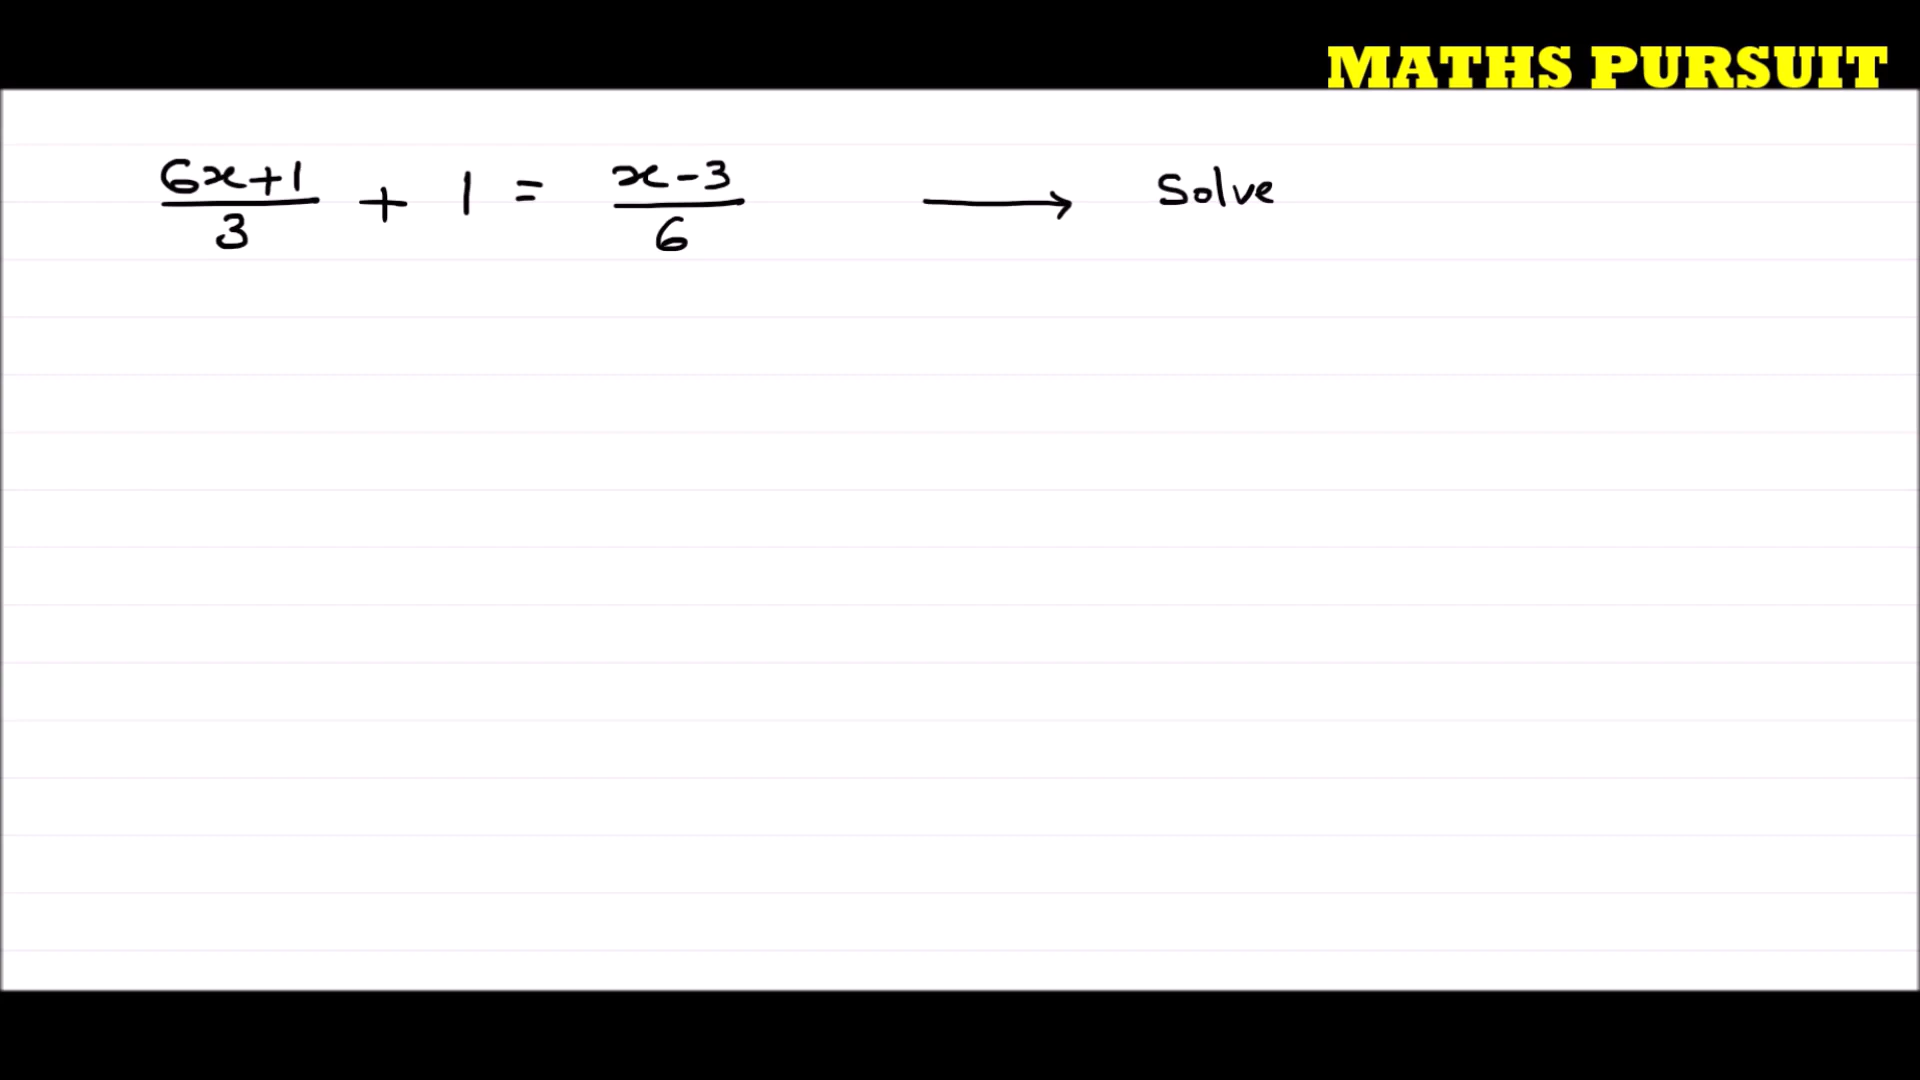 MATHS PURSUIT
6x+1/3 + 1 = x-3/6 → Solve